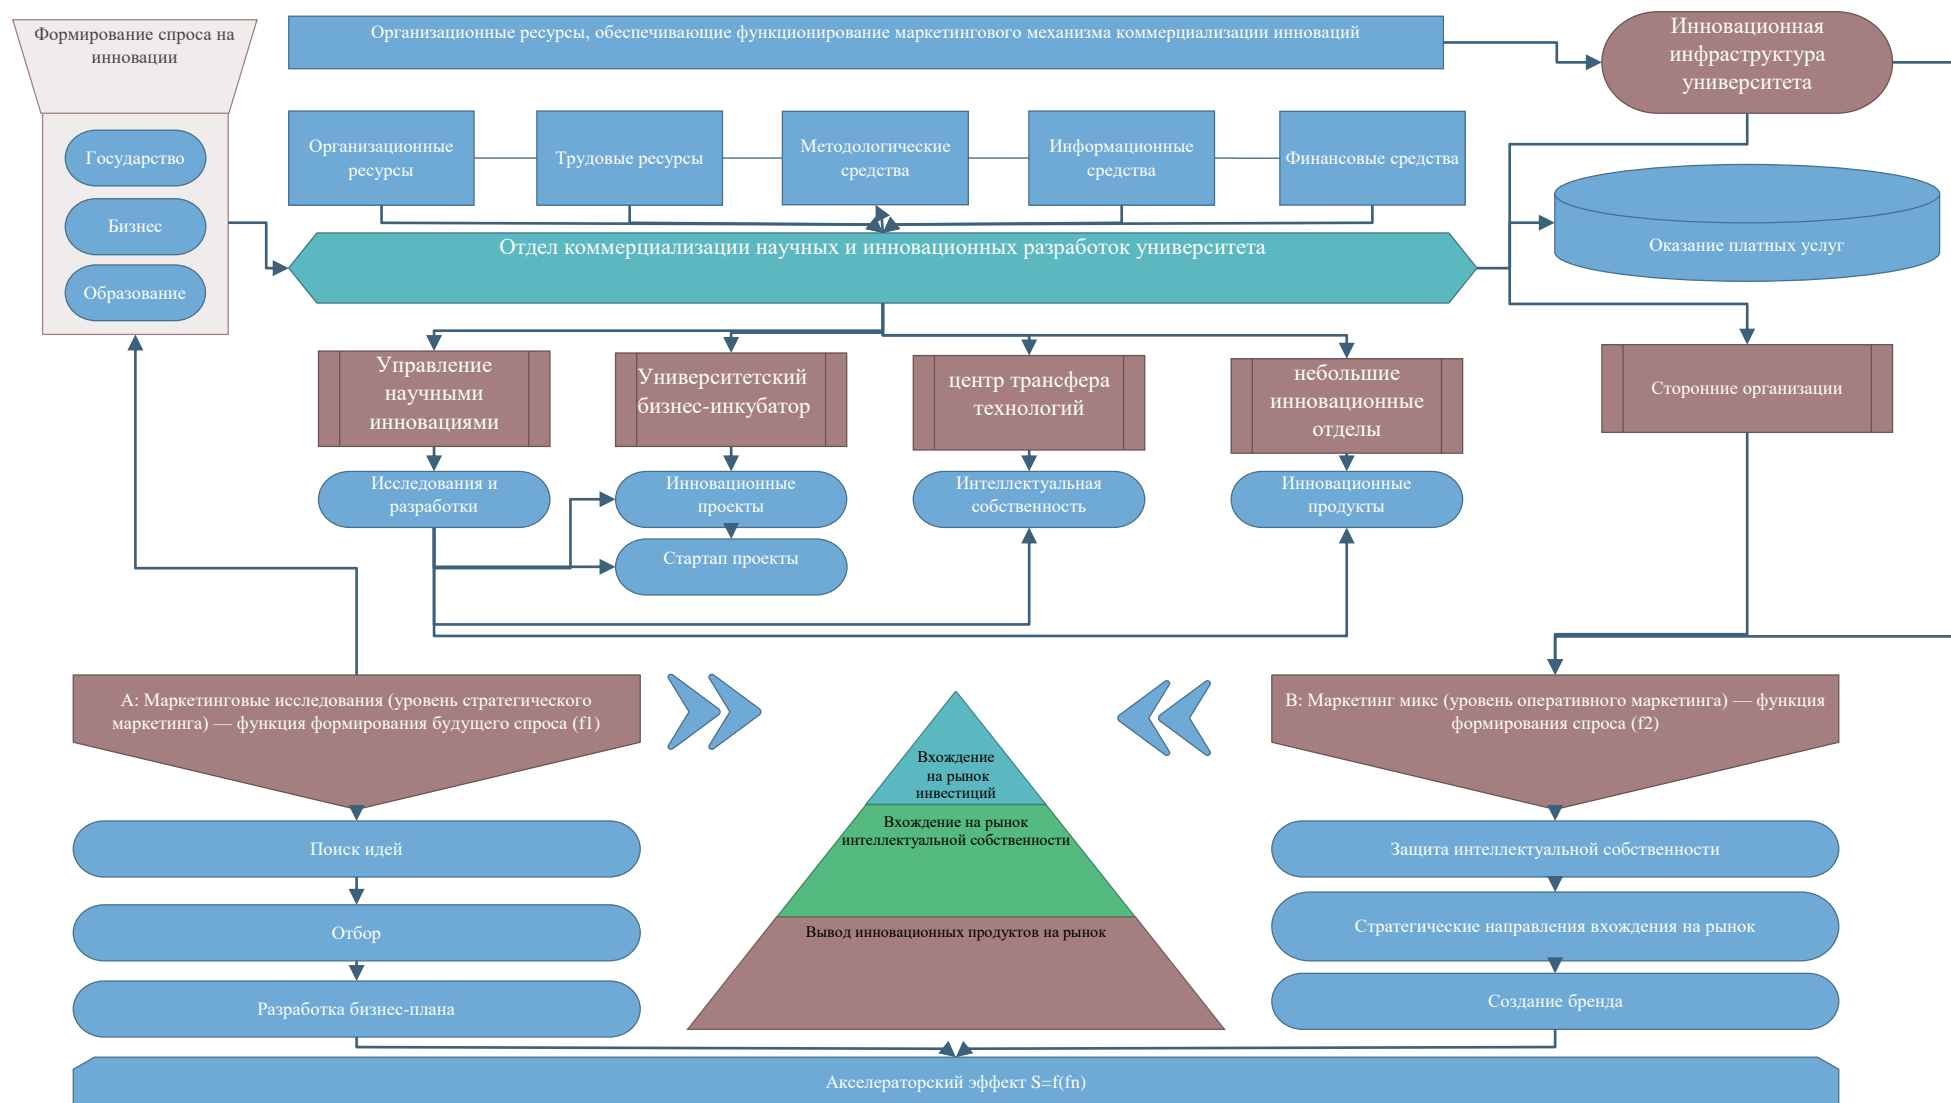 Формирование спроса на
инновации
Организационные ресурсы, обеспечивающие функционирование маркетингового механизма коммерциализации инноваций
Инновационная
инфраструктура
университета
Государство
Бизнес
Образование
Организационные
ресурсы
Трудовые ресурсы
Методологические
средства
Информационные
средства
Финансовые средства
Оказание платных услуг
Отдел коммерциализации научных и инновационных разработок университета
Управление
научными
инновациями
Университетский
бизнес-инкубатор
центр трансфера
технологий
небольшие
инновационные
отделы
Сторонние организации
Исследования и
разработки
Инновационные
проекты
Интеллектуальная
собственность
Инновационные
продукты
Стартап проекты
А: Маркетинговые исследования (уровень стратегического
маркетинга) — функция формирования будущего спроса (f1)
В: Маркетинг микс (уровень оперативного маркетинга) — функция
формирования спроса (f2)
Вхождение
на рынок
инвестиций
Вхождение на рынок
интеллектуальной собственности
Вывод инновационных продуктов на рынок
Поиск идей
Отбор
Разработка бизнес-плана
Защита интеллектуальной собственности
Стратегические направления вхождения на рынок
Создание бренда
Акселераторский эффект S=f(fn)